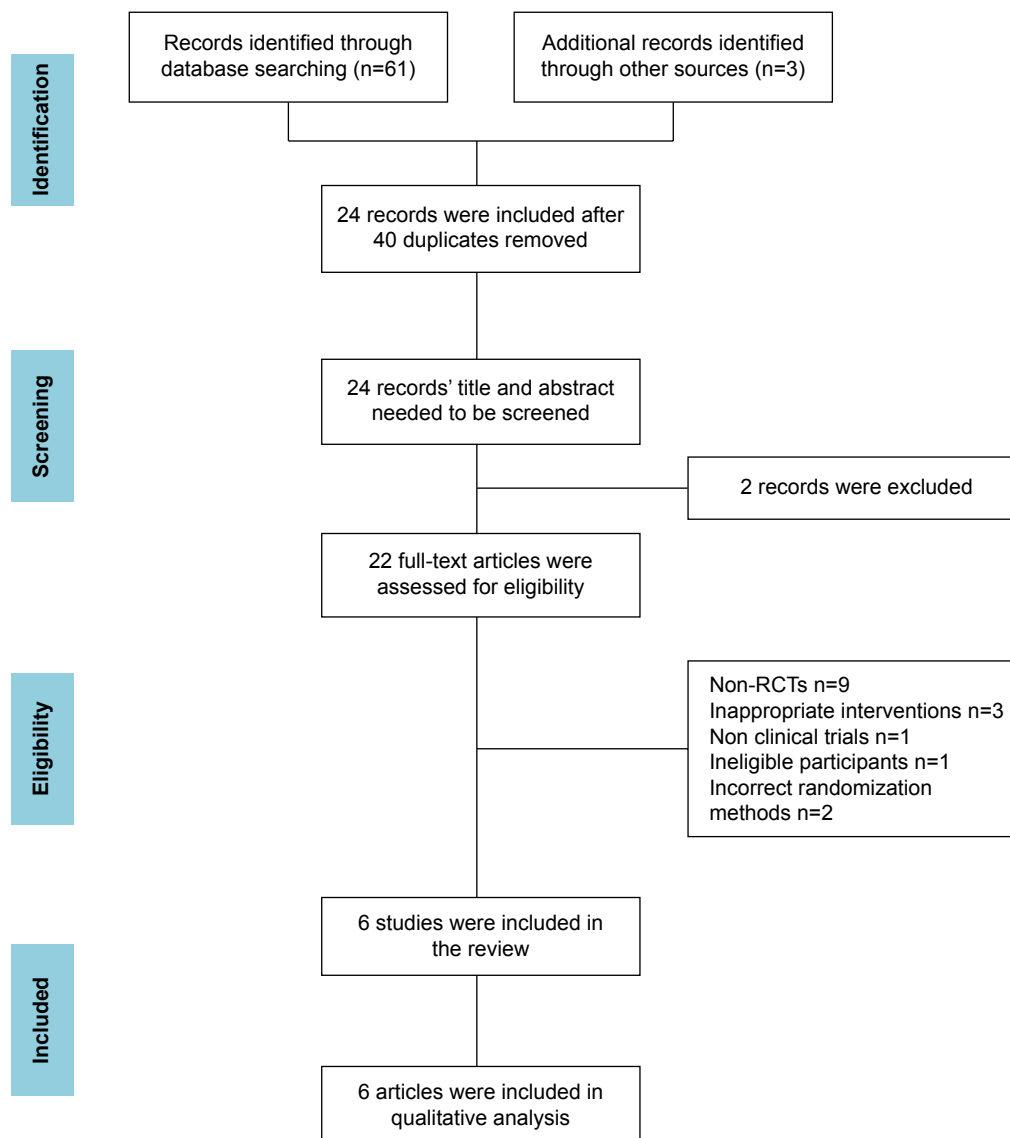 Identification
Records identified through
database searching (n=61)
Additional records identified
through other sources (n=3)
24 records were included after
40 duplicates removed
Screening
24 records’ title and abstract
needed to be screened
2 records were excluded
22 full-text articles were
assessed for eligibility
Eligibility
Non-RCTs n=9
Inappropriate interventions n=3
Non clinical trials n=1
Ineligible participants n=1
Incorrect randomization
methods n=2
Included
6 studies were included in
the review
6 articles were included in
qualitative analysis